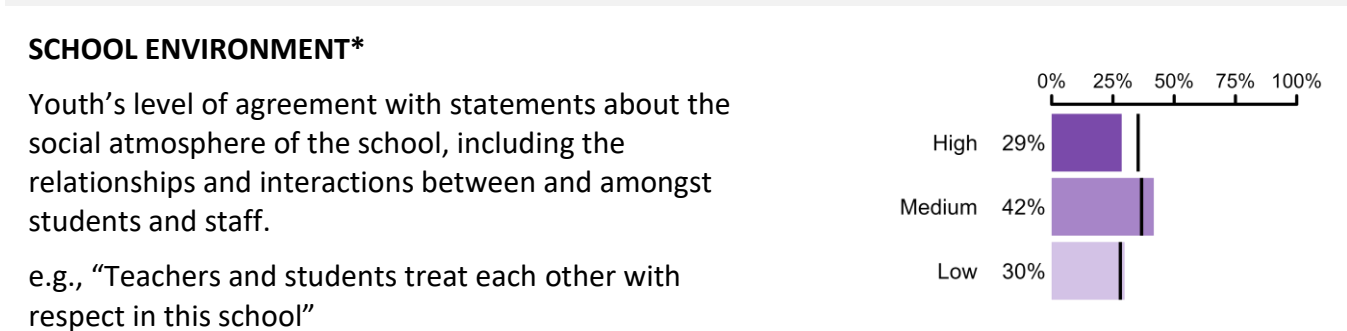 SCHOOL ENVIRONMENT*
Youth’s level of agreement with statements about the
social atmosphere of the school, including the
relationships and interactions between and amongst
students and staff.
e.g., “Teachers and students treat each other with
respect in this school”
0% 25% 50% 75% 100%
High 29%
Medium 42%
Low 30%